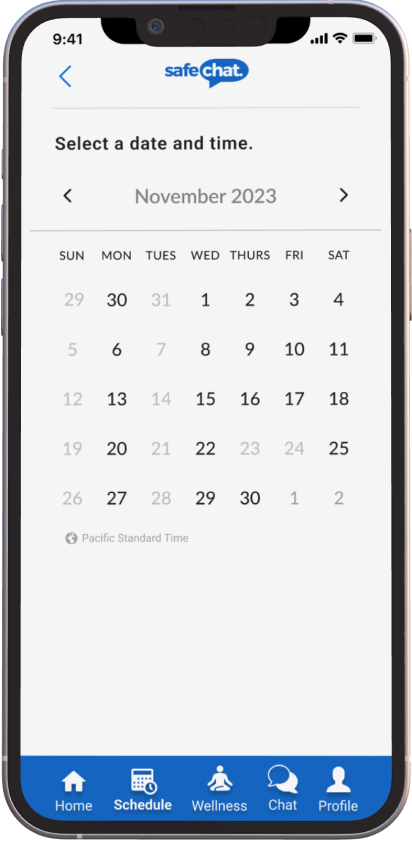 9:41
safechat.
Select a date and time.
November 2023
SUN MON TUES WED THURS FRI SAT
29 30 31 1 2 3 4
5 6 7 8 9 10 11
12 13 14 15 16 17 18
19 20 21 22 23 24 25
26 27 28 29 30 1 2
Pacific Standard Time
Home Schedule Wellness Chat Profile